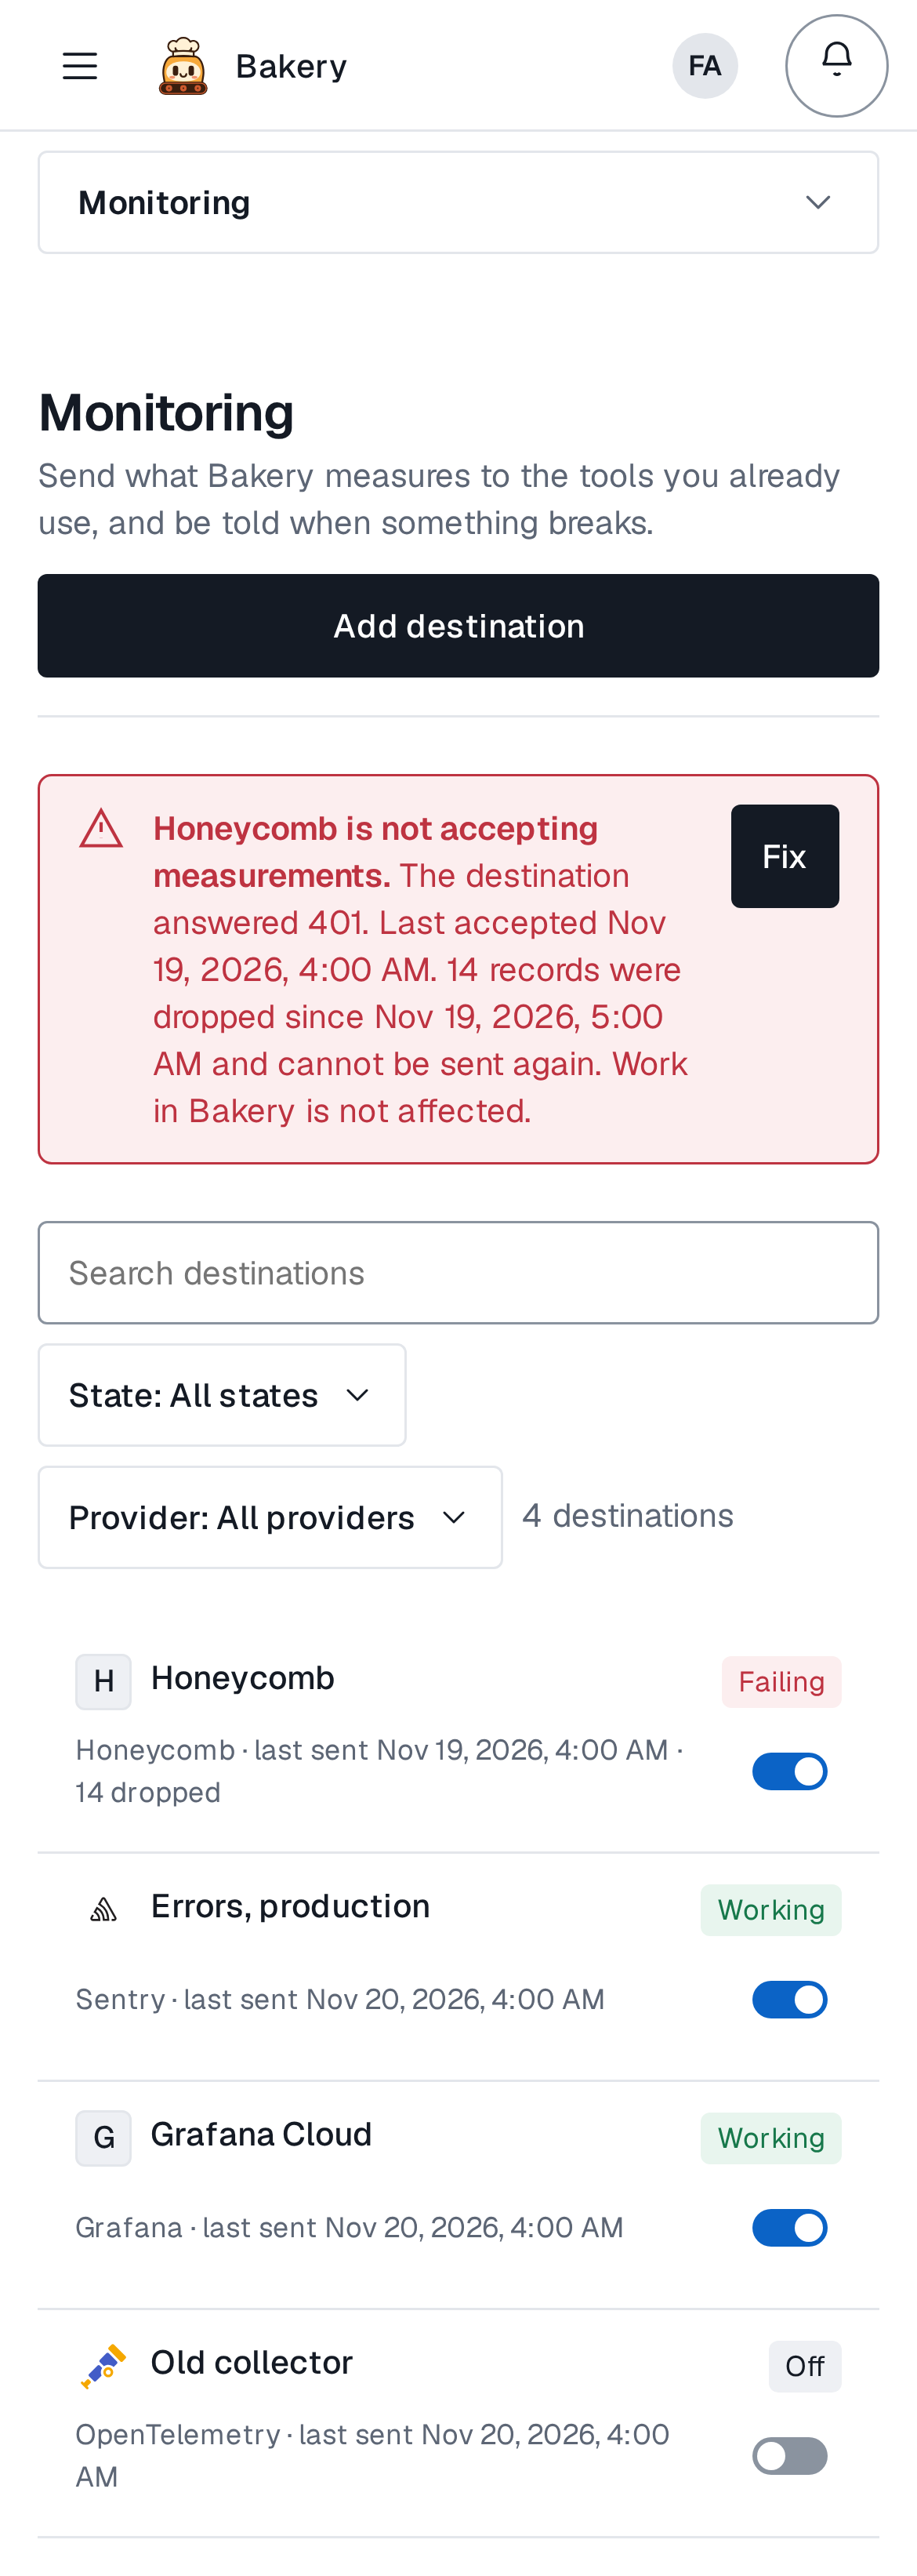 Bakery
FA
Monitoring
Monitoring
Send what Bakery measures to the tools you already
use, and be told when something breaks.
Add destination
Honeycomb is not accepting
measurements. The destination
answered 401. Last accepted Nov
19, 2026, 4:00 AM. 14 records were
dropped since Nov 19, 2026, 5:00
AM and cannot be sent again. Work
in Bakery is not affected.
Fix
Search destinations
State: All states
Provider: All providers
4 destinations
H
Honeycomb
Failing
Honeycomb · last sent Nov 19, 2026, 4:00 AM ·
14 dropped
Errors, production
Working
Sentry · last sent Nov 20, 2026, 4:00 AM
G
Grafana Cloud
Working
Grafana · last sent Nov 20, 2026, 4:00 AM
Old collector
Off
OpenTelemetry · last sent Nov 20, 2026, 4:00
AM